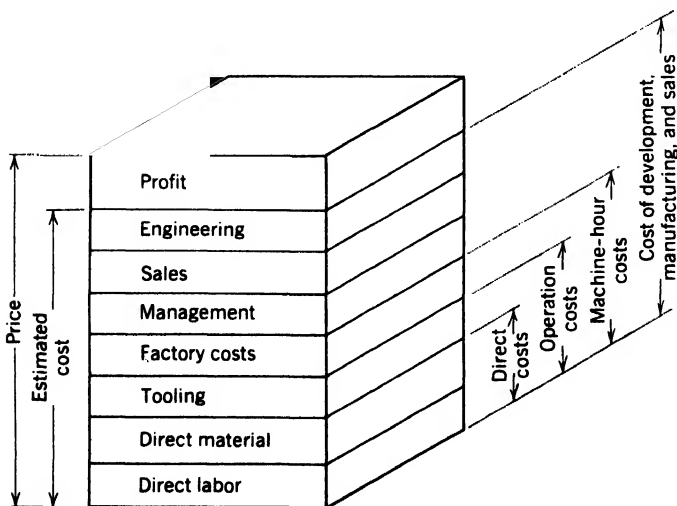 Profit
Engineering
Sales
Management
Factory costs
Tooling
Direct material
Direct labor
Price
Estimated
cost
Direct
costs
Operation
costs
Machine-hour
costs
Cost of development,
manufacturing, and sales